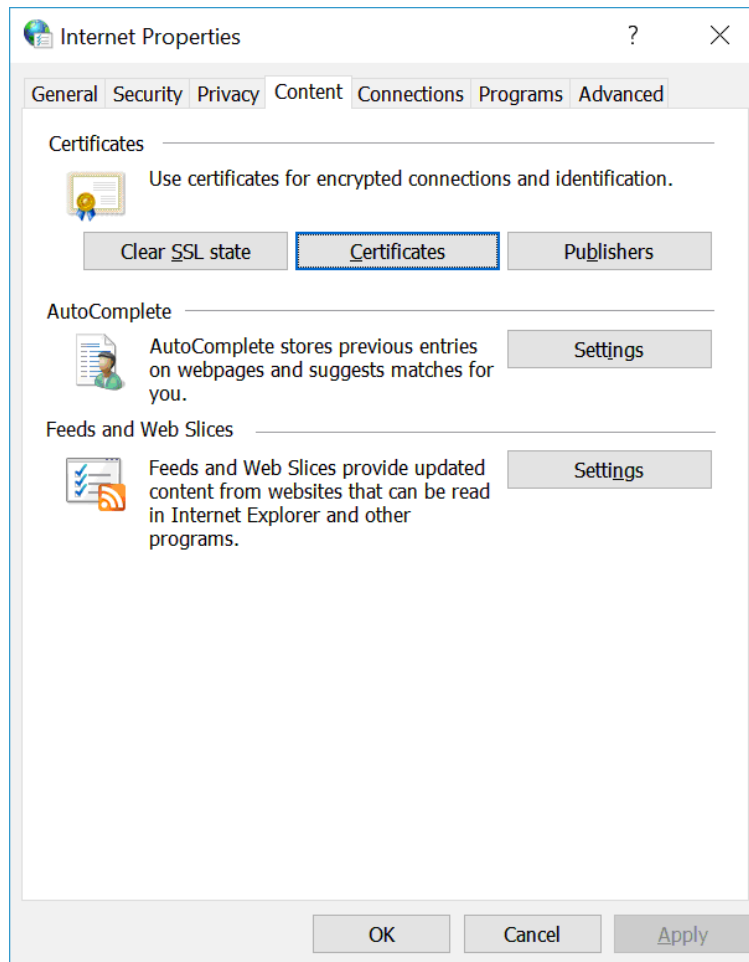 Internet Properties ?
General Security Privacy Content Connections Programs Advanced
Certificates
Use certificates for encrypted connections and identification.
Clear SSL state Certificates Publishers
AutoComplete
AutoComplete stores previous entries
on webpages and suggests matches for
you.
Settings
Feeds and Web Slices
Feeds and Web Slices provide updated
content from websites that can be read
in Internet Explorer and other
programs.
Settings
OK Cancel Apply